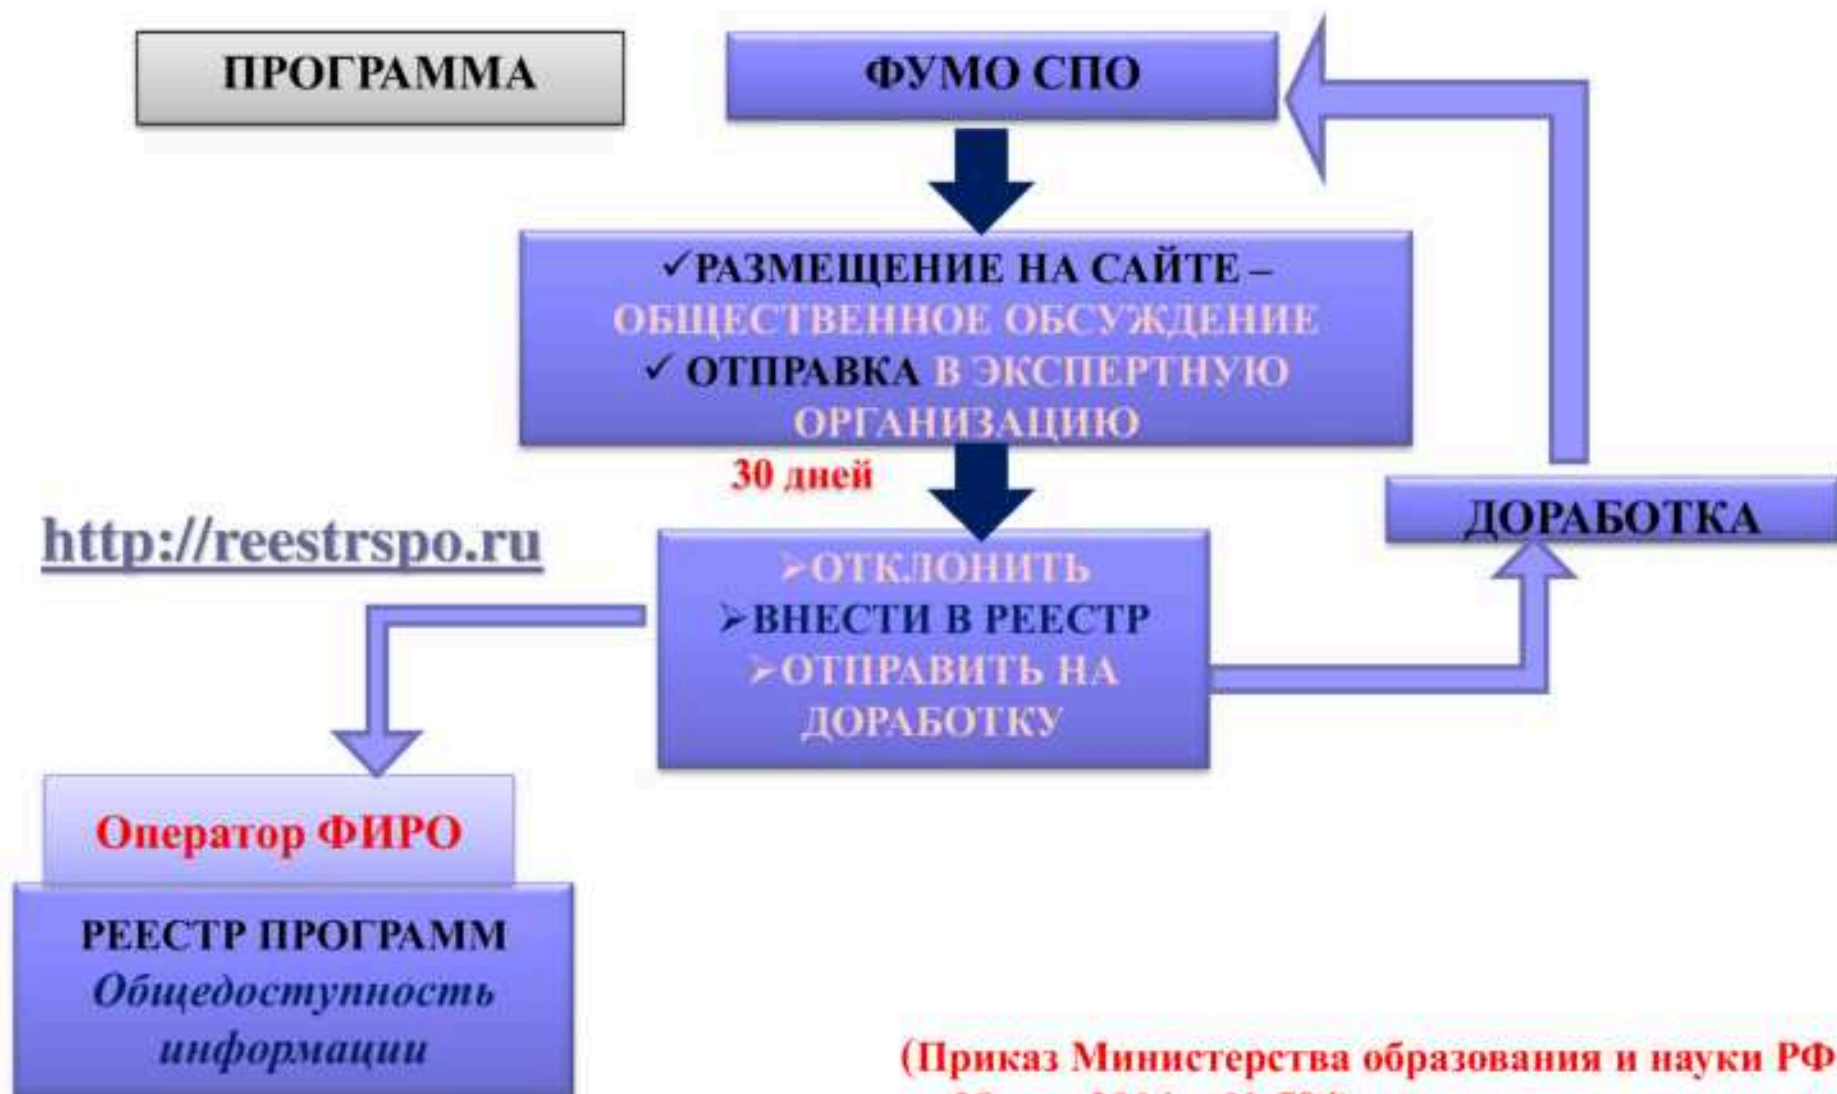 ПРОГРАММА
ФУМО СПО
✓РАЗМЕЩЕНИЕ НА САЙТЕ –
ОБЩЕСТВЕННОЕ ОБСУЖДЕНИЕ
✓ ОТПРАВКА В ЭКСПЕРТНУЮ
ОРГАНИЗАЦИЮ
30 дней
ДОРАБОТКА
http://reestrspo.ru
➢ОТКЛОНИТЬ
➢ВНЕСТИ В РЕЕСТР
➢ОТПРАВИТЬ НА
ДОРАБОТКУ
Оператор ФИРО
РЕЕСТР ПРОГРАММ
Общедоступность
информации
(Приказ Министерства образования и науки РФ